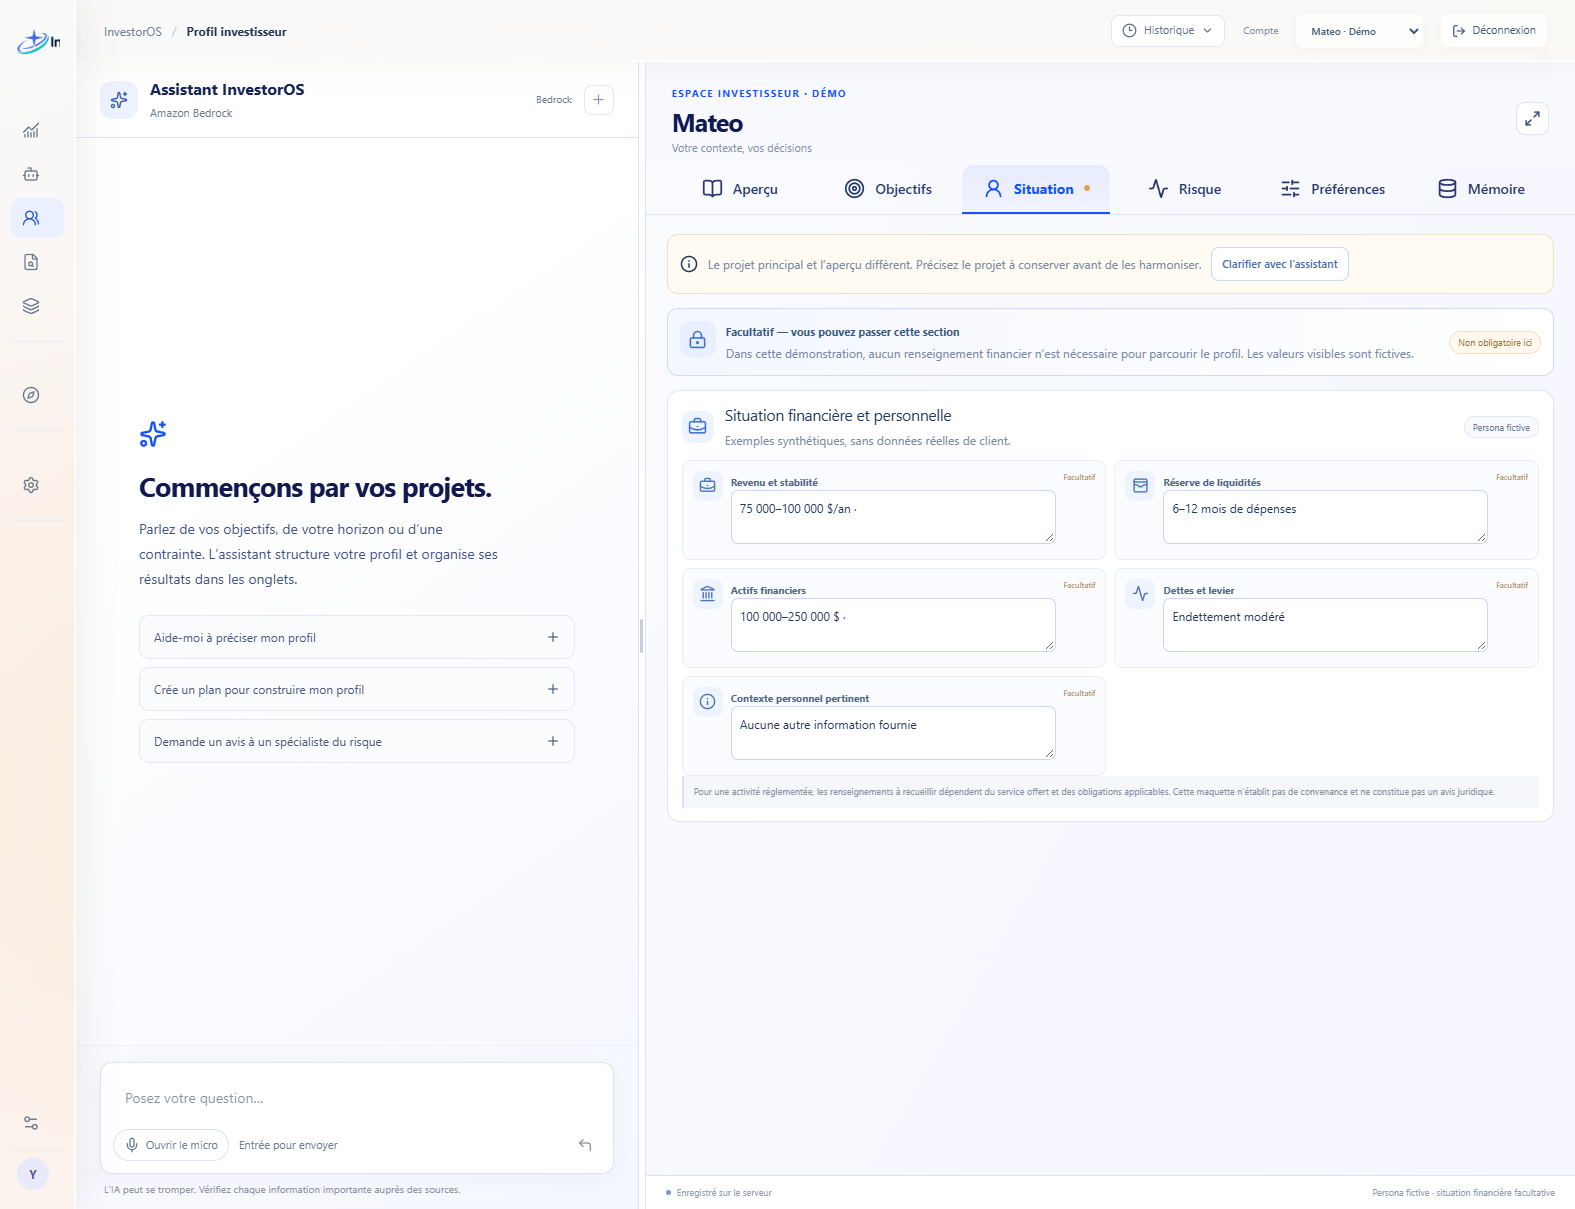 In
InvestorOS / Profil investisseur
Historique
Compte
Mateo · Démo
Déconnexion
Assistant InvestorOS
Amazon Bedrock
Bedrock
Commençons par vos projets.
Parlez de vos objectifs, de votre horizon ou d’une
contrainte. L’assistant structure votre profil et organise ses
résultats dans les onglets.
Aide-moi à préciser mon profil
Crée un plan pour construire mon profil
Demande un avis à un spécialiste du risque
Posez votre question...
Ouvrir le micro
Entrée pour envoyer
L'IA peut se tromper. Vérifiez chaque information importante auprès des sources.
Y
ESPACE INVESTISSEUR • DÉMO
Mateo
Votre contexte, vos décisions
Aperçu
Objectifs
Situation
Risque
Préférences
Mémoire
Le projet principal et l’aperçu diffèrent. Précisez le projet à conserver avant de les harmoniser.
Clarifier avec l’assistant
Facultatif — vous pouvez passer cette section
Dans cette démonstration, aucun renseignement financier n’est nécessaire pour parcourir le profil. Les valeurs visibles sont fictives.
Non obligatoire ici
Situation financière et personnelle
Exemples synthétiques, sans données réelles de client.
Persona fictive
Revenu et stabilité
Facultatif
75 000–100 000 $/an ·
Réserve de liquidités
Facultatif
6–12 mois de dépenses
Actifs financiers
Facultatif
100 000–250 000 $ ·
Dettes et levier
Facultatif
Endettement modéré
Contexte personnel pertinent
Facultatif
Aucune autre information fournie
Pour une activité réglementée, les renseignements à recueillir dépendent du service offert et des obligations applicables. Cette maquette n’établit pas de convenance et ne constitue pas un avis juridique.
Enregistré sur le serveur
Persona fictive · situation financière facultative